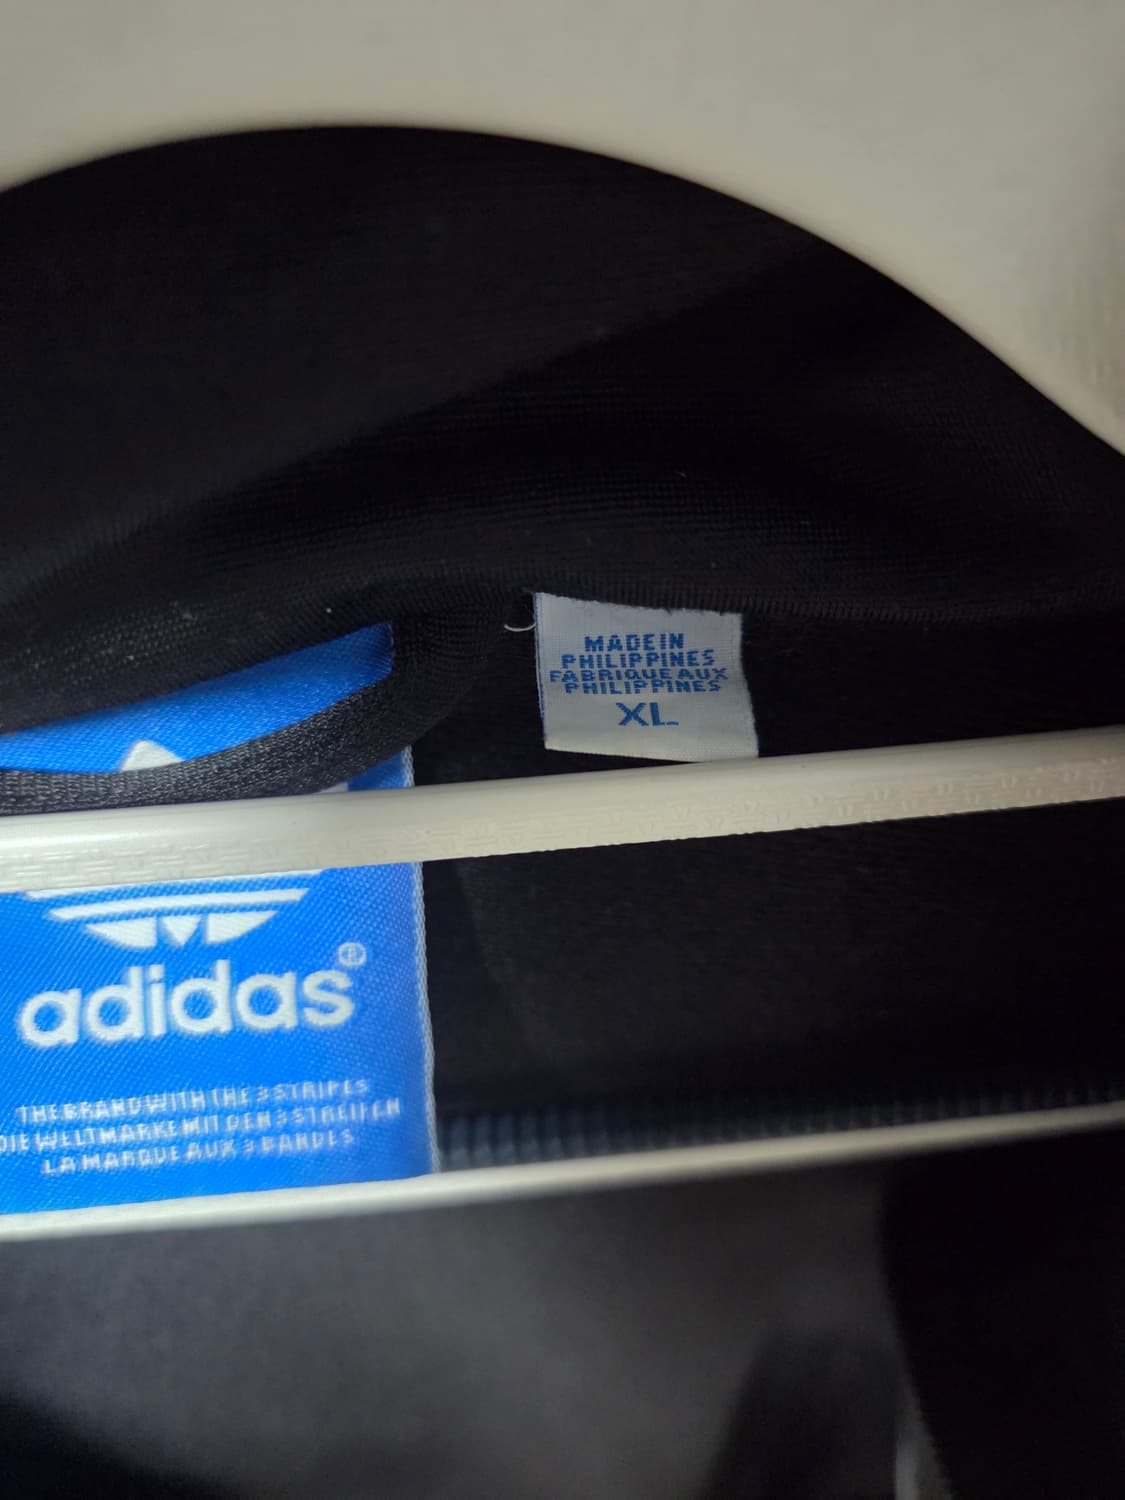 MADE IN
PHILIPPINES
FABRIQUE AUX
PHILIPPINES
XL
adidas®
THE BRAND WITH THE 3 STRIPES
DIE WELTMARKE MIT DEN 3 STREIFEN
LA MARQUE AUX 3 BANDES